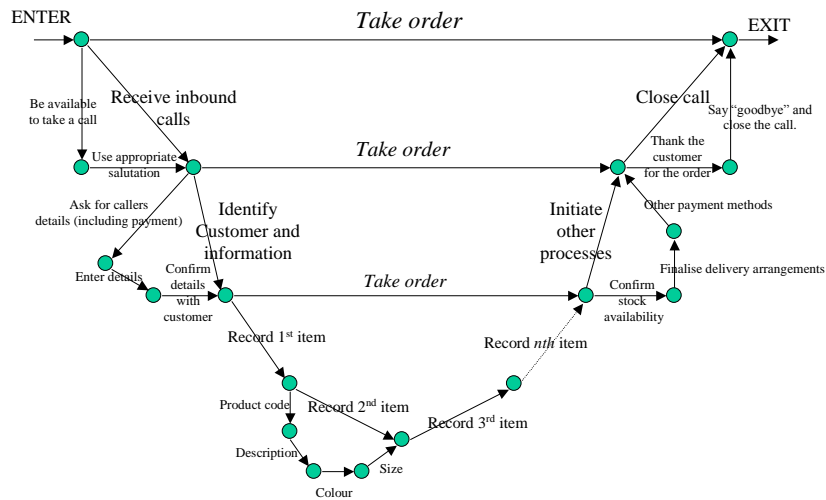 ENTER
Take order
EXIT
Be available
to take a call
Receive inbound
calls
Close call
Say “goodbye” and
close the call.
Use appropriate
salutation
Take order
Thank the
customer
for the order
Ask for callers
details (including payment)
Identify
Customer and
information
Initiate
other
processes
Other payment methods
Enter details
Confirm
details
with
customer
Take order
Finalise delivery arrangements
Confirm
stock
availability
Record 1st item
Record nth item
Product code
Record 2nd item
Record 3rd item
Description
Size
Colour